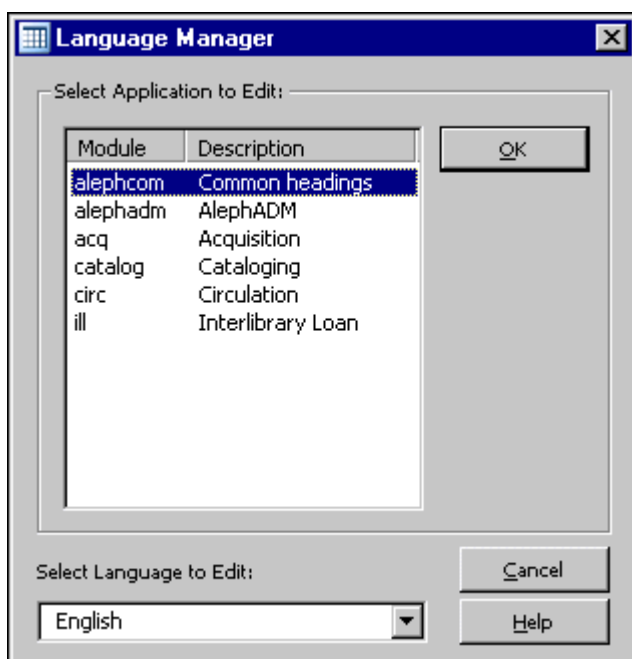 Language Manager
Select Application to Edit:
Module Description
alephcom Common headings
alephadm AlephADM
acq Acquisition
catalog Cataloging
circ Circulation
ill Interlibrary Loan
OK
Select Language to Edit:
English
Cancel
Help